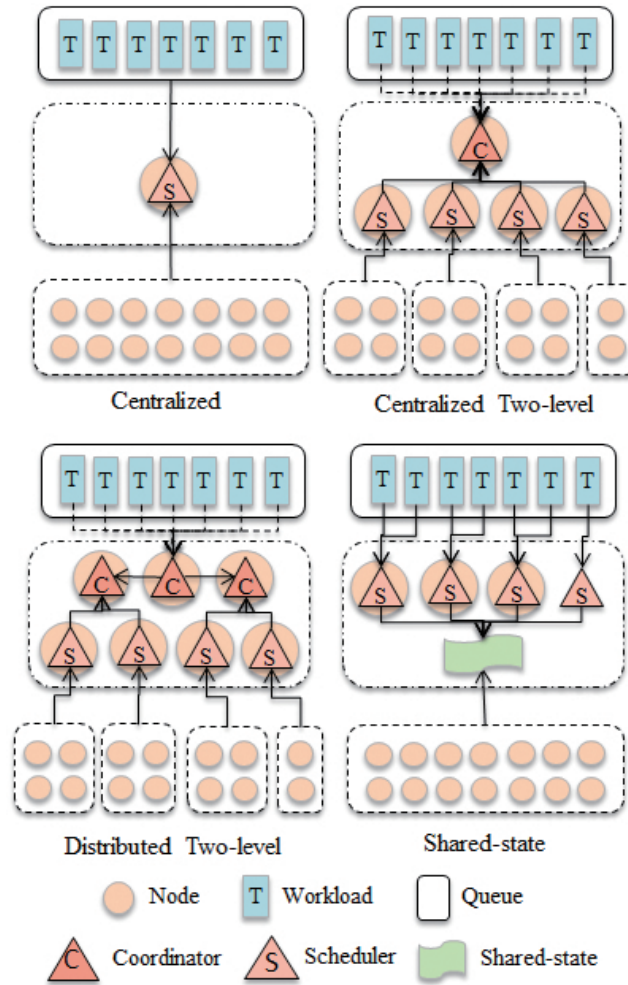 T T T T T T T
T T T T T T T
C
S
S S S S
Centralized
Centralized Two-level
T T T T T T T
T T T T T T T
C C C
S S S S
S S S S
Distributed Two-level
Shared-state
Node
T Workload
Queue
C Coordinator
S Scheduler
Shared-state